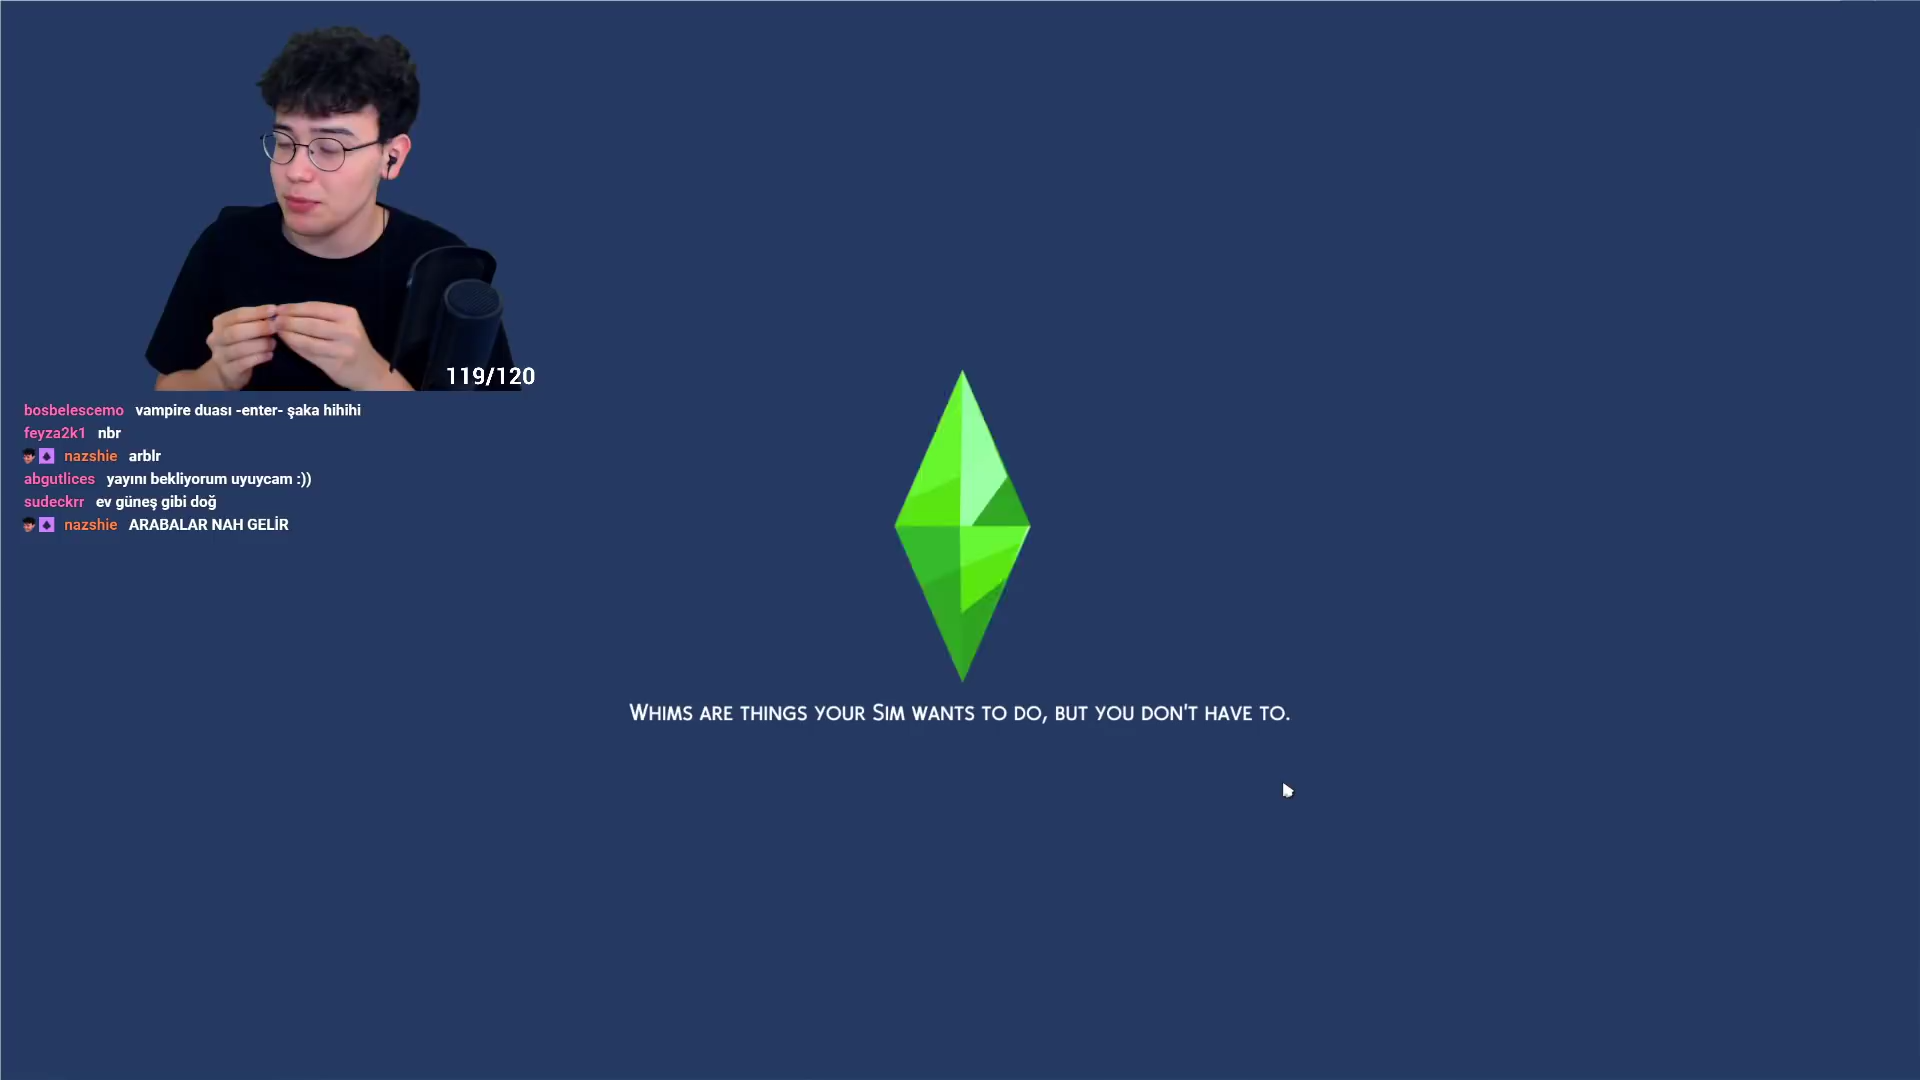 119/120
bosbelescemo vampire duası -enter- şaka hihihi
feyza2k1 nbr
nazshie arblr
abgutlices yayını bekliyorum uyuycam :))
sudeckrr ev güneş gibi doğ
nazshie ARABALAR NAH GELİR
WHIMS ARE THINGS YOUR SIM WANTS TO DO, BUT YOU DON'T HAVE TO.